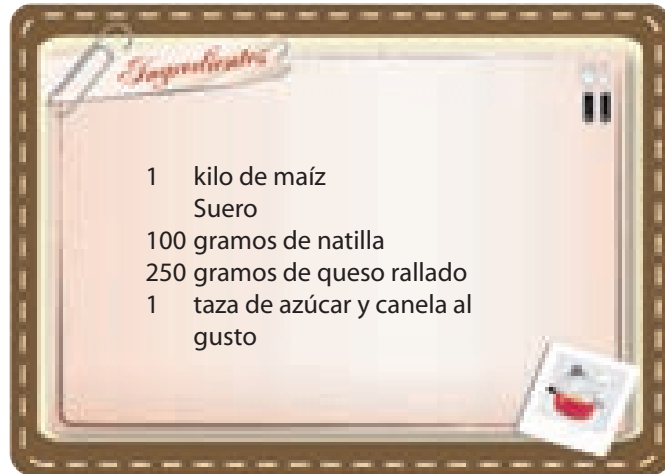 Ingredientes
1 kilo de maíz
Suero
100 gramos de natilla
250 gramos de queso rallado
1 taza de azúcar y canela al
gusto